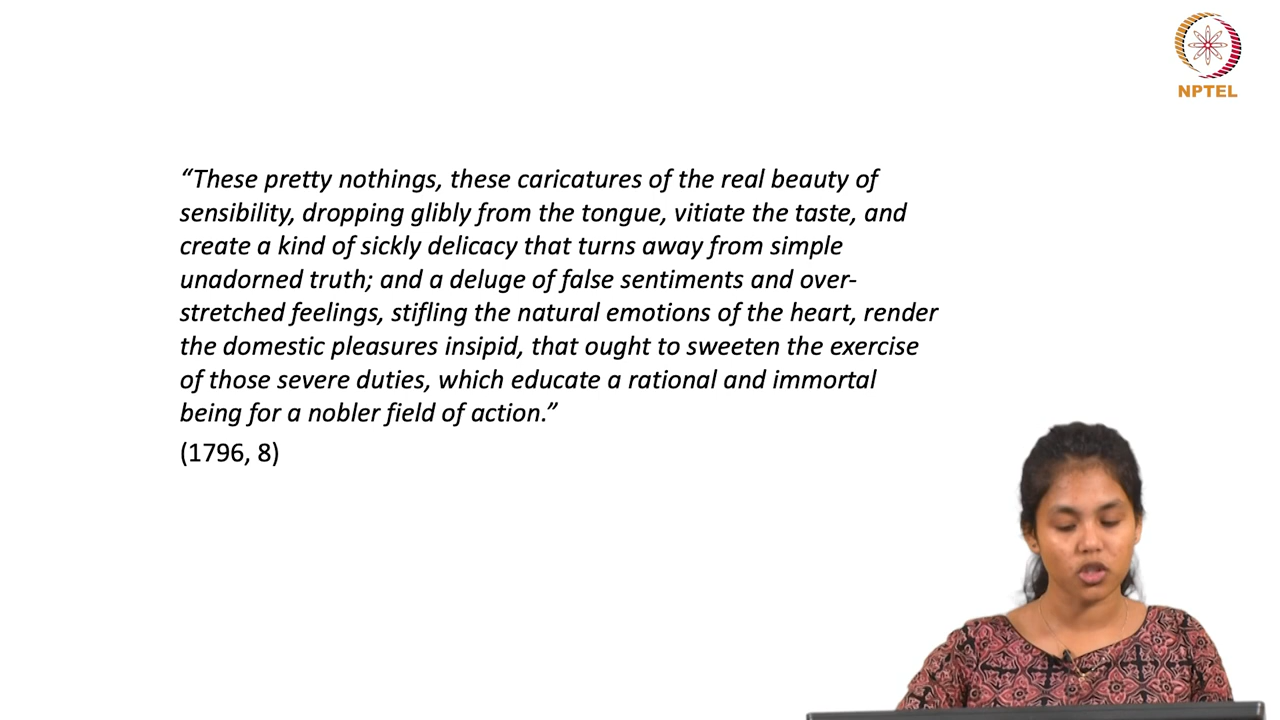 NPTEL
“These pretty nothings, these caricatures of the real beauty of
sensibility, dropping glibly from the tongue, vitiate the taste, and
create a kind of sickly delicacy that turns away from simple
unadorned truth; and a deluge of false sentiments and over-
stretched feelings, stifling the natural emotions of the heart, render
the domestic pleasures insipid, that ought to sweeten the exercise
of those severe duties, which educate a rational and immortal
being for a nobler field of action.”
(1796, 8)